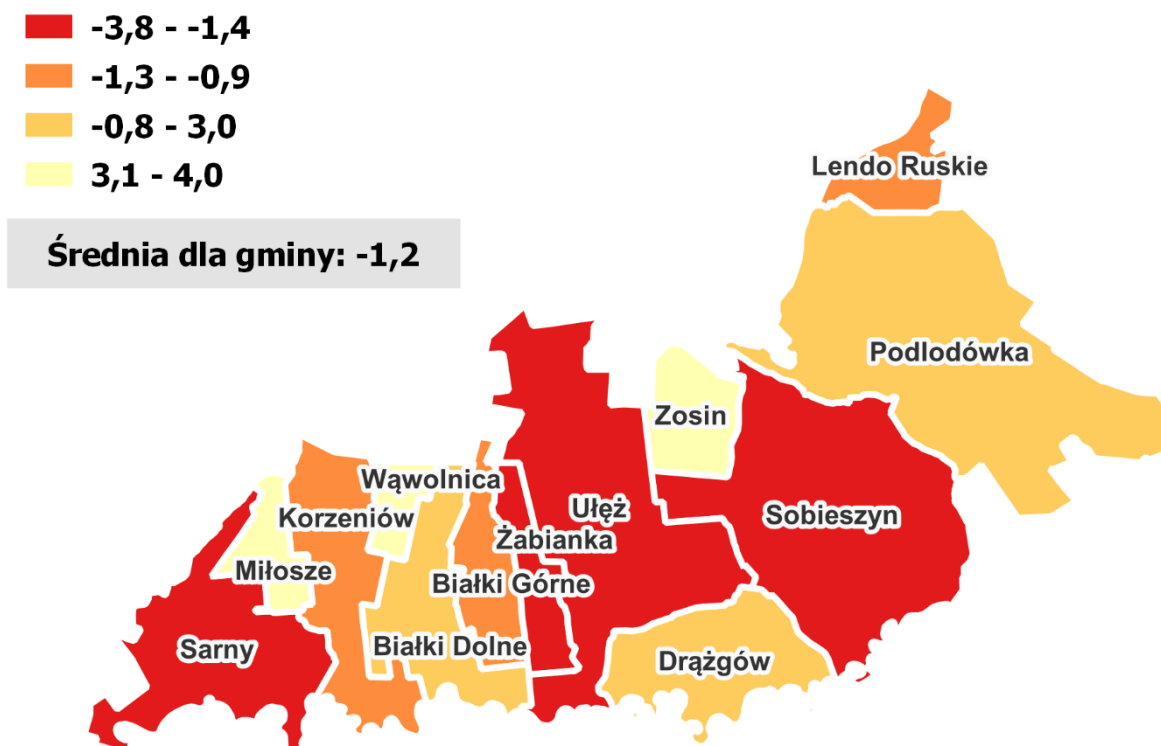 -3,8 - -1,4
-1,3 - -0,9
-0,8 - 3,0
3,1 - 4,0
Średnia dla gminy: -1,2
Lendo Ruskie
Podlodówka
Zosin
Wąwolnica
Ułęż
Sobieszyn
Korzeniów
Żabianka
Miłosze
Białki Górne
Sarny
Białki Dolne
Drążgów